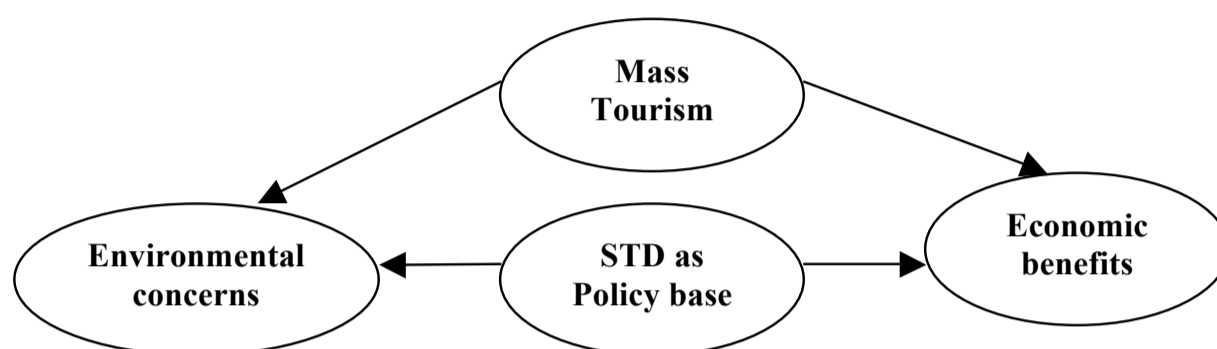 Mass
Tourism
Environmental
concerns
STD as
Policy base
Economic
benefits